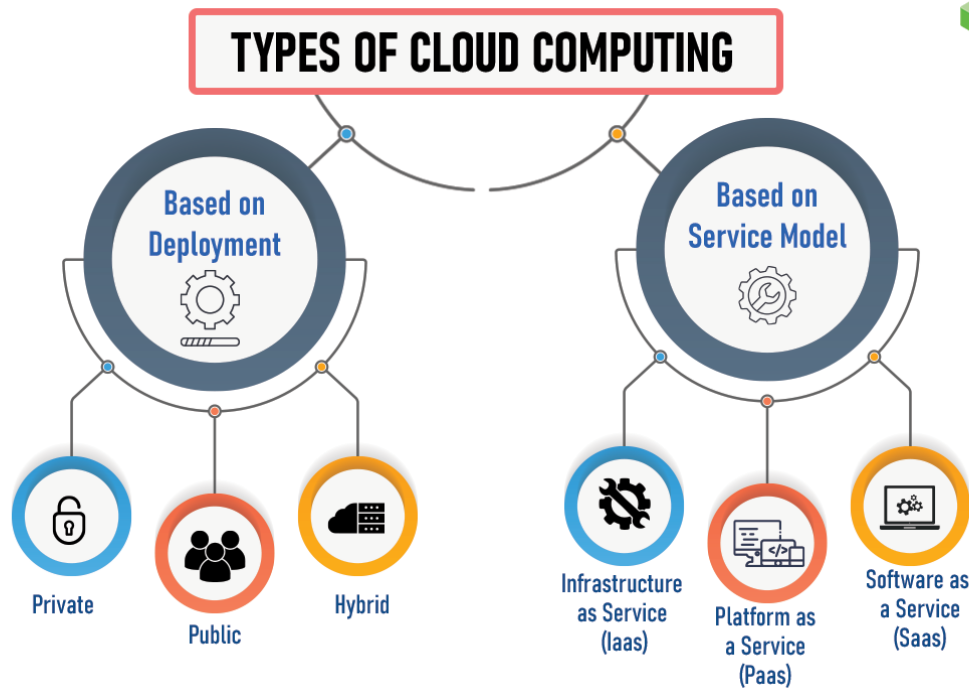 TYPES OF CLOUD COMPUTING
Based on
Deployment
Based on
Service Model
</>
Private
Public
Hybrid
Infrastructure
as Service
(Iaas)
Platform as
a Service
(Paas)
Software as
a Service
(Saas)